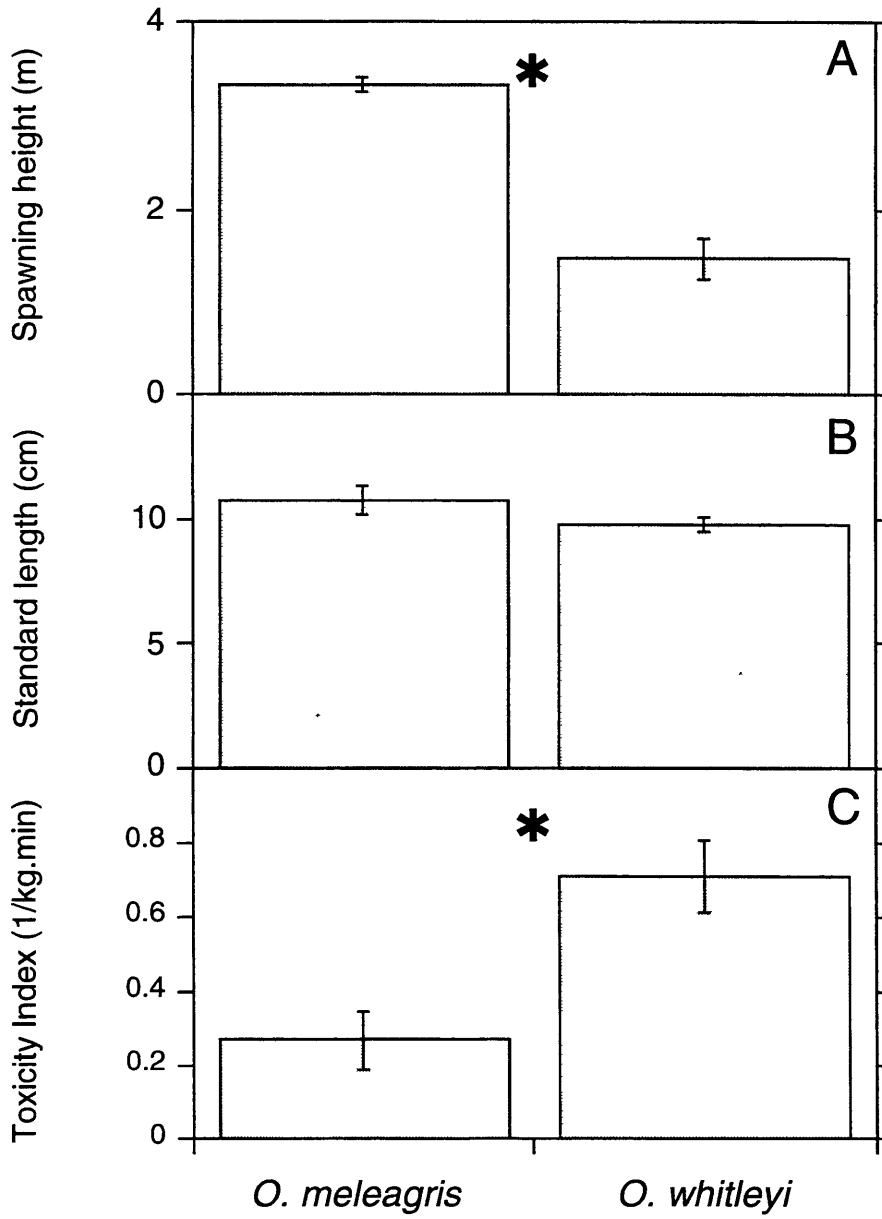 4
A
✱
Spawning height (m)
2
0
B
Standard length (cm)
10
5
0
C
✱
Toxicity Index (1/kg.min)
0.8
0.6
0.4
0.2
0
O. meleagris
O. whitleyi